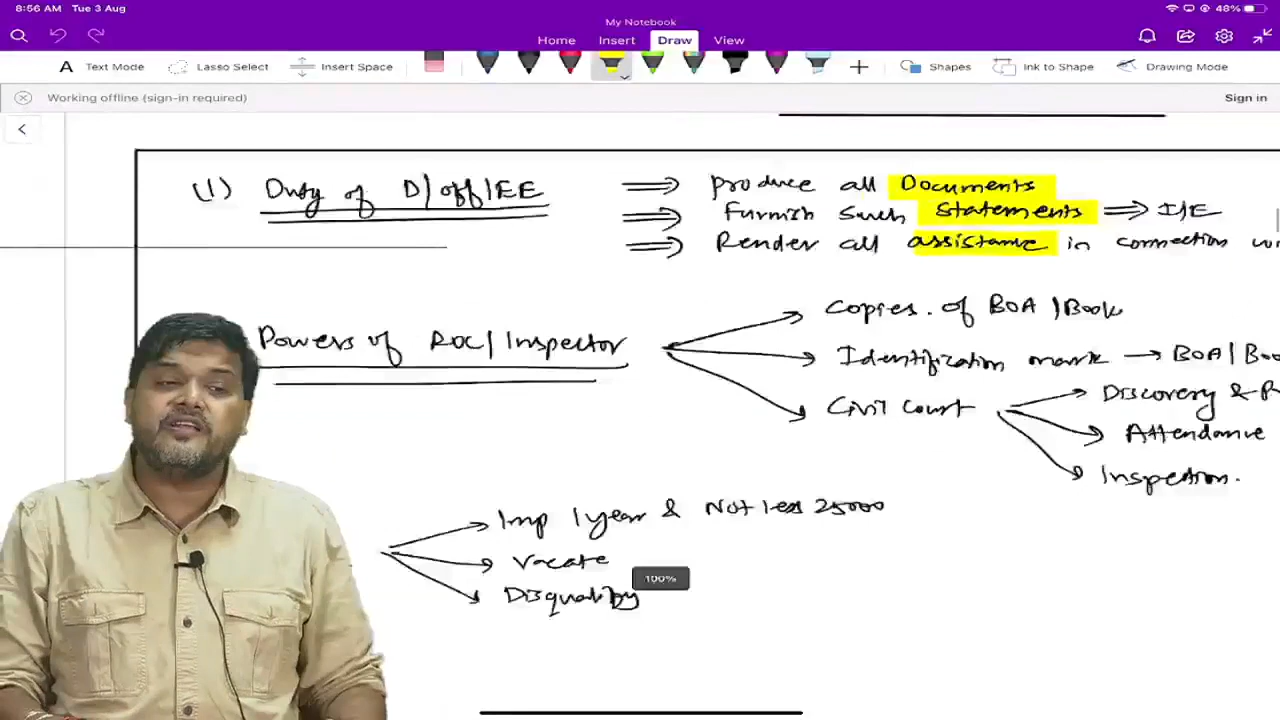 8:56 AM Tue 3 Aug
48%
My Notebook
Home Insert Draw View
Text Mode Lasso Select Insert Space Shapes Ink to Shape Drawing Mode
Working offline (sign-in required) Sign in
(1) Duty of D/off/EE ⇒ produce all Documents
⇒ Furnish such statements ⇒ I/E
⇒ Render all assistance in connection
Powers of ROC/Inspector
Copies. of BOA/Book
Identification mark → BOA/
Civil Court
Discovery &
Attendance
Inspection.
Imp 1 year & Not less 25000
Vacate
Disqualify
100%